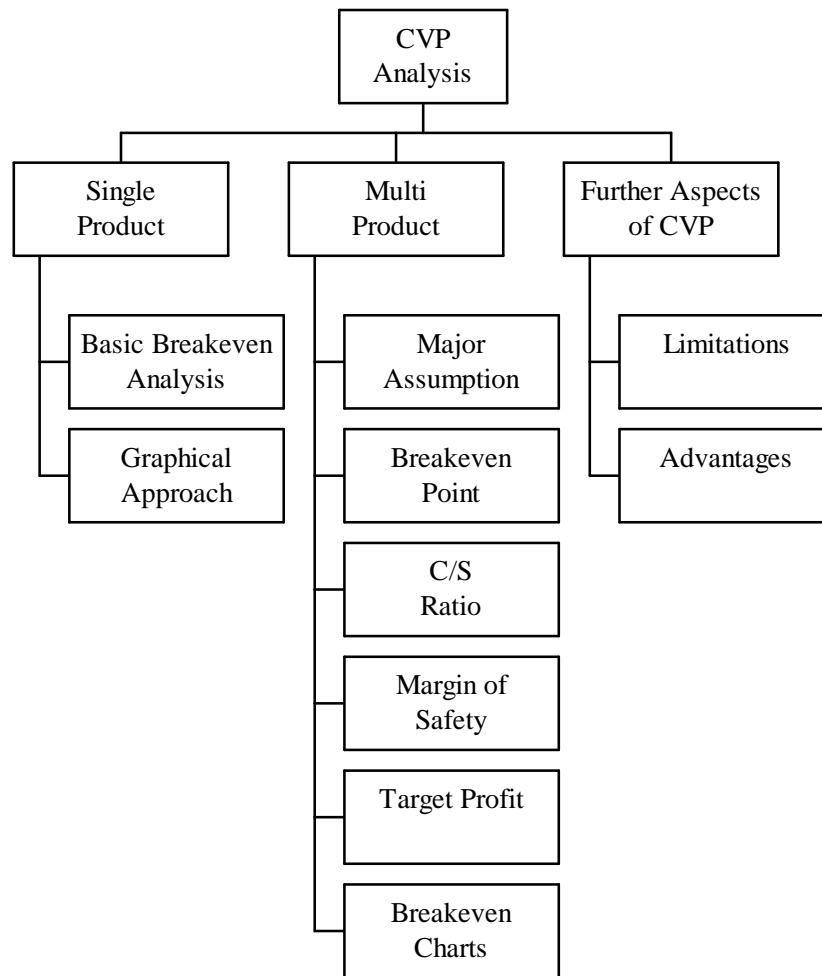 CVP
Analysis
Single
Product
Multi
Product
Further Aspects
of CVP
Basic Breakeven
Analysis
Graphical
Approach
Major
Assumption
Breakeven
Point
C/S
Ratio
Margin of
Safety
Target Profit
Breakeven
Charts
Limitations
Advantages